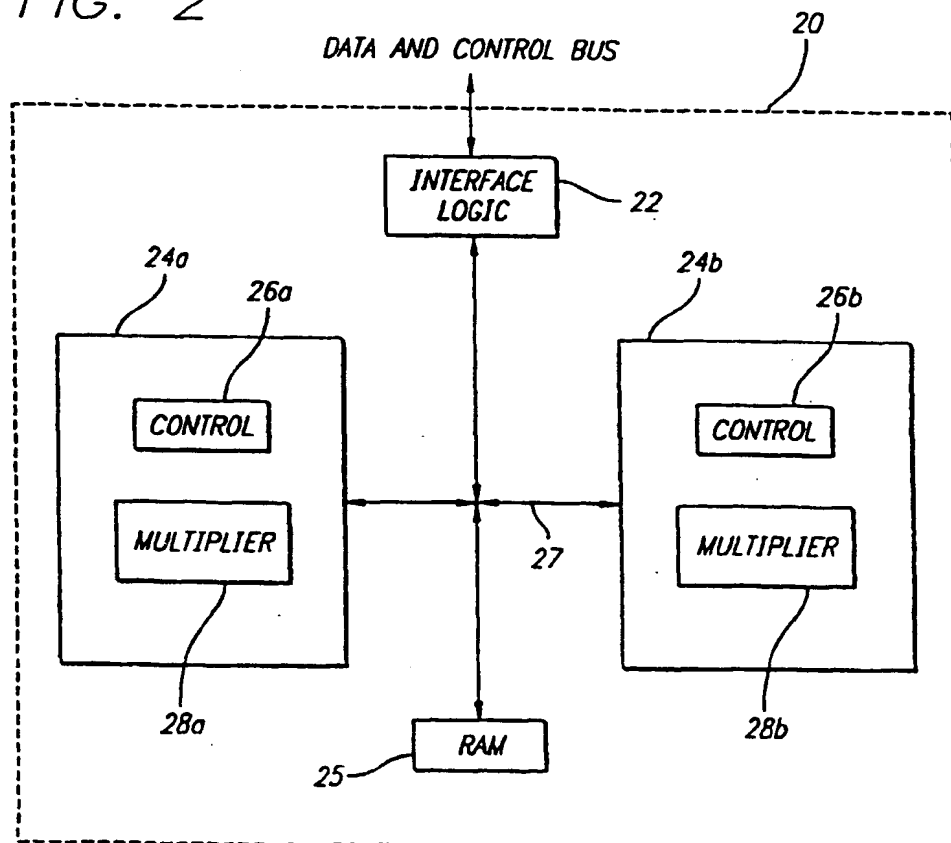 FIG. 2
DATA AND CONTROL BUS
20
INTERFACE
LOGIC
22
24a
26a
24b
26b
CONTROL
CONTROL
MULTIPLIER
27
MULTIPLIER
28a
28b
RAM
25